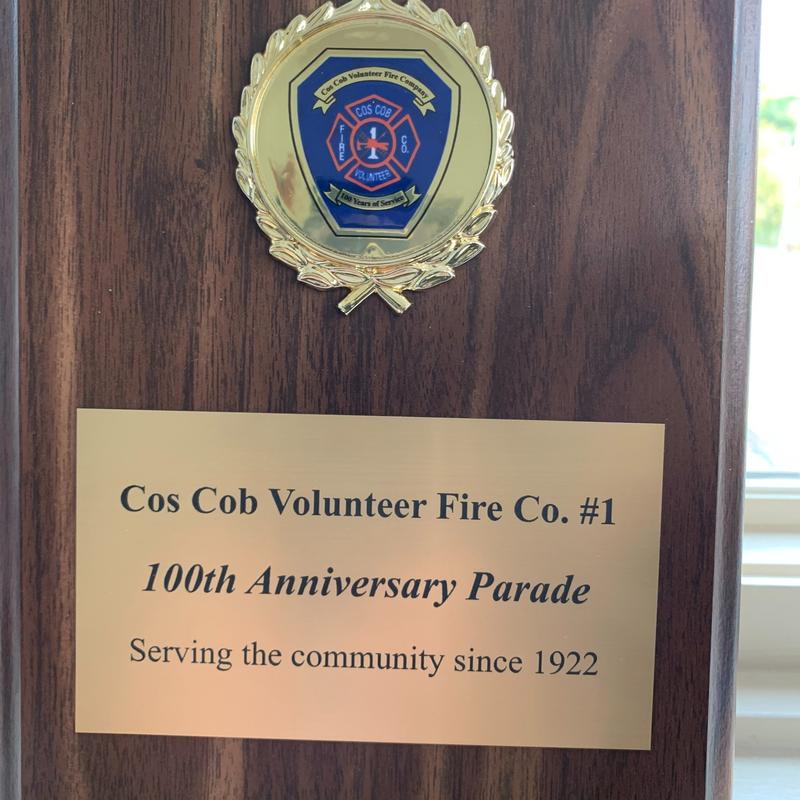 Cos Cob Volunteer Fire Company
COS COB
FIRE
1
CO.
VOLUNTEER
100 Years of Service
Cos Cob Volunteer Fire Co. #1
100th Anniversary Parade
Serving the community since 1922